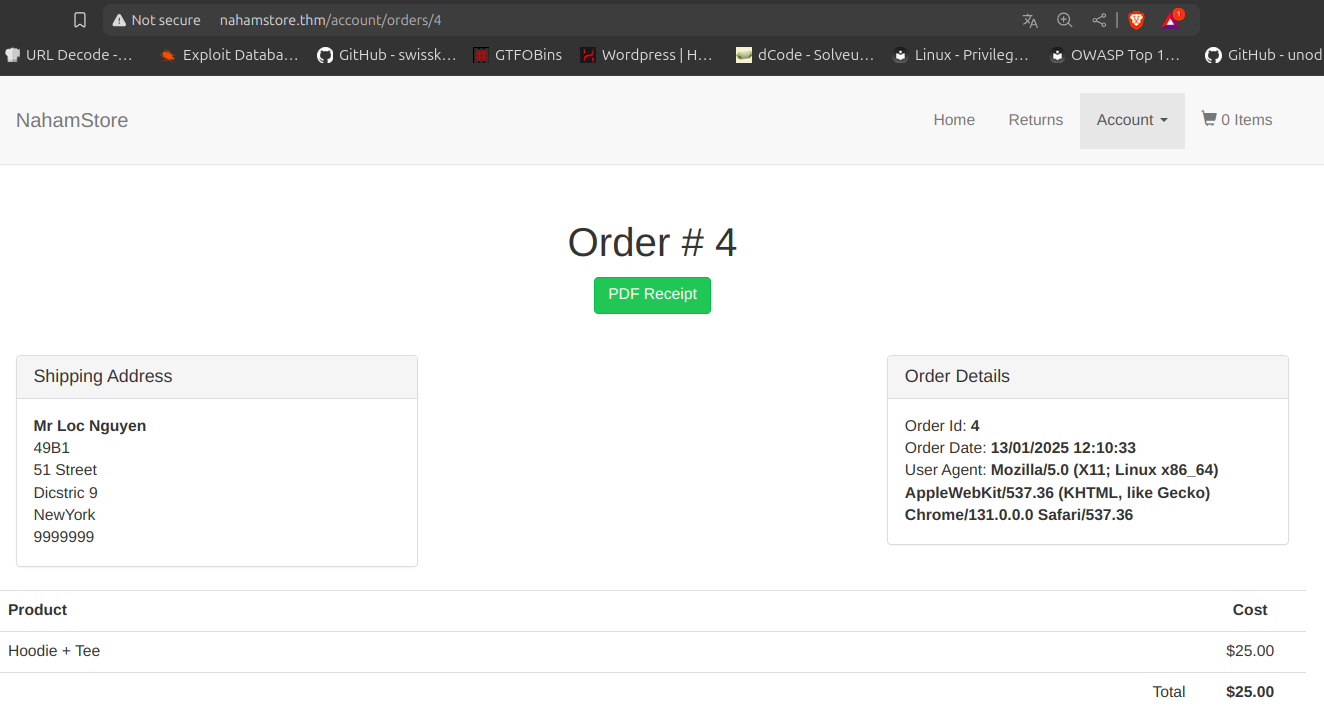 Not secure nahamstore.thm/account/orders/4 1
URL Decode -... Exploit Databa... GitHub - swissk... GTFOBins Wordpress | H... dCode - Solveu... Linux - Privileg... OWASP Top 1... GitHub - unod
NahamStore Home Returns Account 0 Items
Order # 4
PDF Receipt
Shipping Address
Mr Loc Nguyen
49B1
51 Street
Dicstric 9
NewYork
9999999
Order Details
Order Id: 4
Order Date: 13/01/2025 12:10:33
User Agent: Mozilla/5.0 (X11; Linux x86_64)
AppleWebKit/537.36 (KHTML, like Gecko)
Chrome/131.0.0.0 Safari/537.36
Product Cost
Hoodie + Tee $25.00
Total $25.00